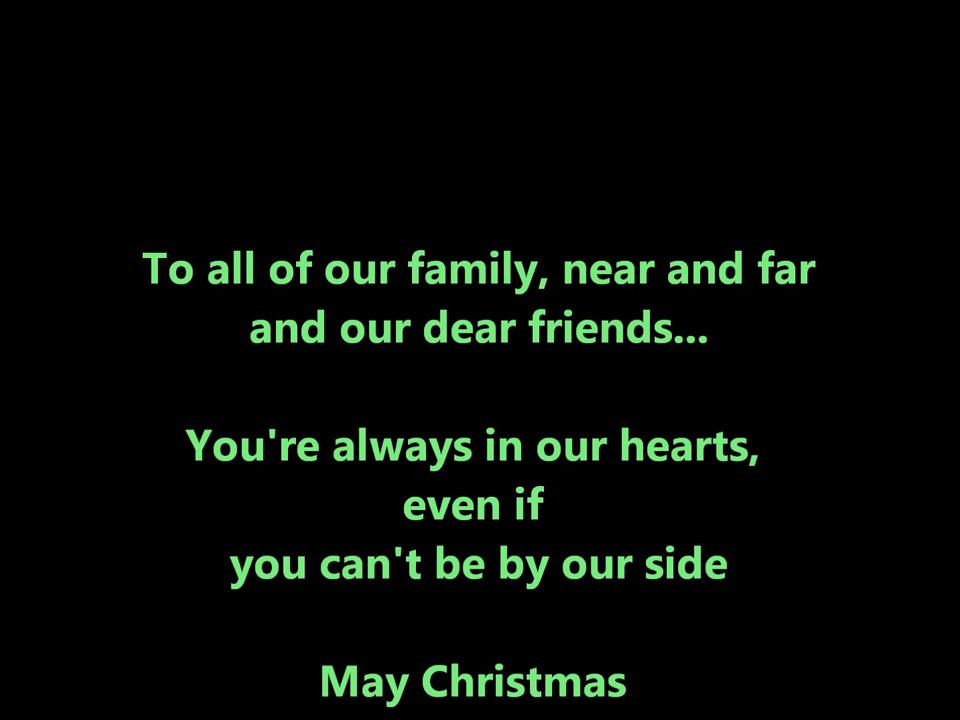 To all of our family, near and far
and our dear friends...
You're always in our hearts,
even if
you can't be by our side
May Christmas